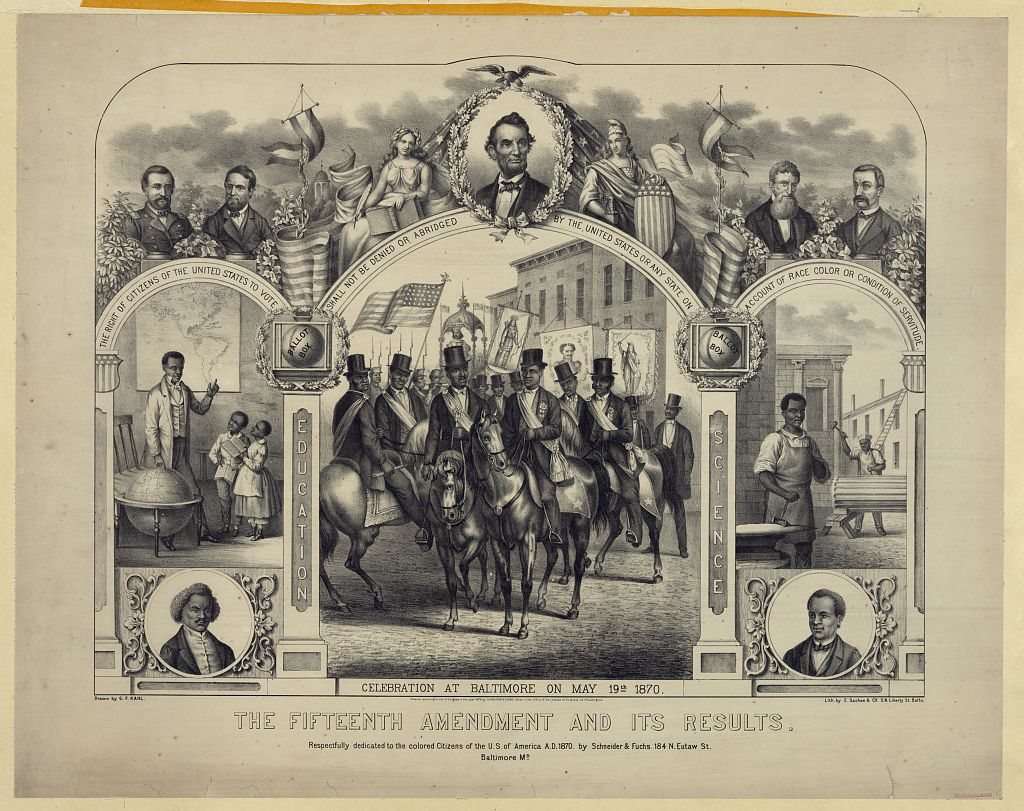 THE RIGHT OF CITIZENS OF THE UNITED STATES TO VOTE
SHALL NOT BE DENIED OR ABRIDGED
BY THE UNITED STATES OR ANY STATE ON
ACCOUNT OF RACE COLOR OR CONDITION OF SERVITUDE.
BALLOT
BOX
BALLOT
BOX
EDUCATION
SCIENCE
CELEBRATION AT BALTIMORE ON MAY 19th 1870.
Drawn by G. F. KAHL.
Lith. by E. Sachse & Co. 5 N. Liberty St. Balto.
THE FIFTEENTH AMENDMENT AND ITS RESULTS.
Respectfully dedicated to the colored Citizens of the U.S. of America A.D. 1870. by Schneider & Fuchs. 184 N. Eutaw St.
Baltimore Md